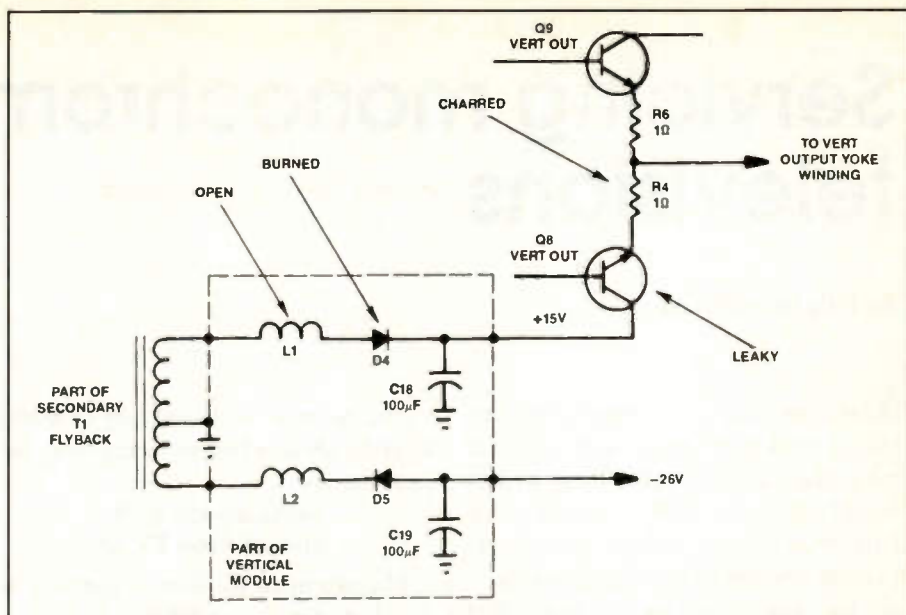 Servicing monochrom
televisions
Q9
VERT OUT
CHARRED
R6
1Ω
BURNED
TO VERT
OUTPUT YOKE
WINDING
OPEN
R4
1Ω
Q8
VERT OUT
+15V
LEAKY
L1
D4
PART OF
SECONDARY
T1
FLYBACK
C18
100µF
L2
D5
−26V
C19
100µF
PART OF
VERTICAL
MODULE